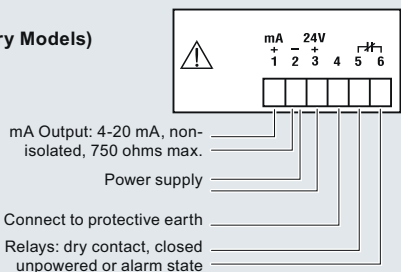 ry Models)
mA 24V
+ – +
1 2 3 4 5 6
mA Output: 4-20 mA, non-
isolated, 750 ohms max.
Power supply
Connect to protective earth
Relays: dry contact, closed
unpowered or alarm state